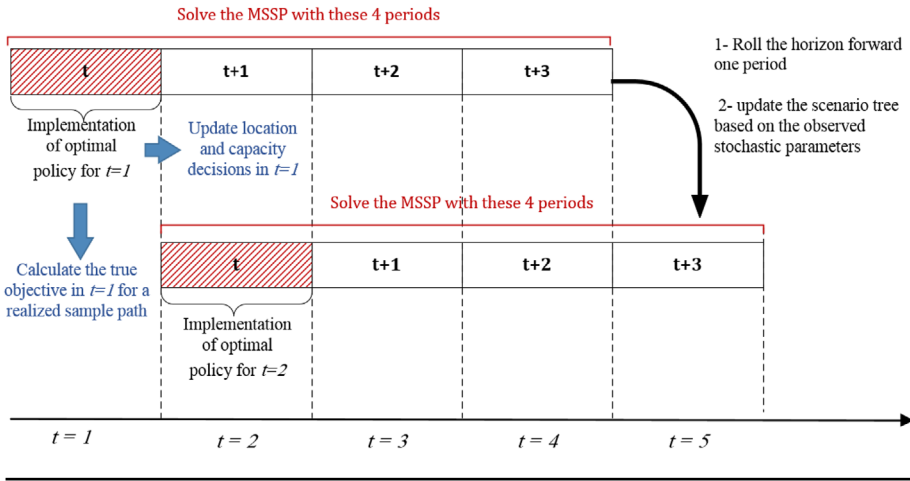 Solve the MSSP with these 4 periods
t
t+1
t+2
t+3
1- Roll the horizon forward
one period
2- update the scenario tree
based on the observed
stochastic parameters
Implementation
of optimal
policy for t=1
Update location
and capacity
decisions in t=1
Solve the MSSP with these 4 periods
t
t+1
t+2
t+3
Calculate the true
objective in t=1 for a
realized sample path
Implementation
of optimal
policy for t=2
t = 1
t = 2
t = 3
t = 4
t = 5